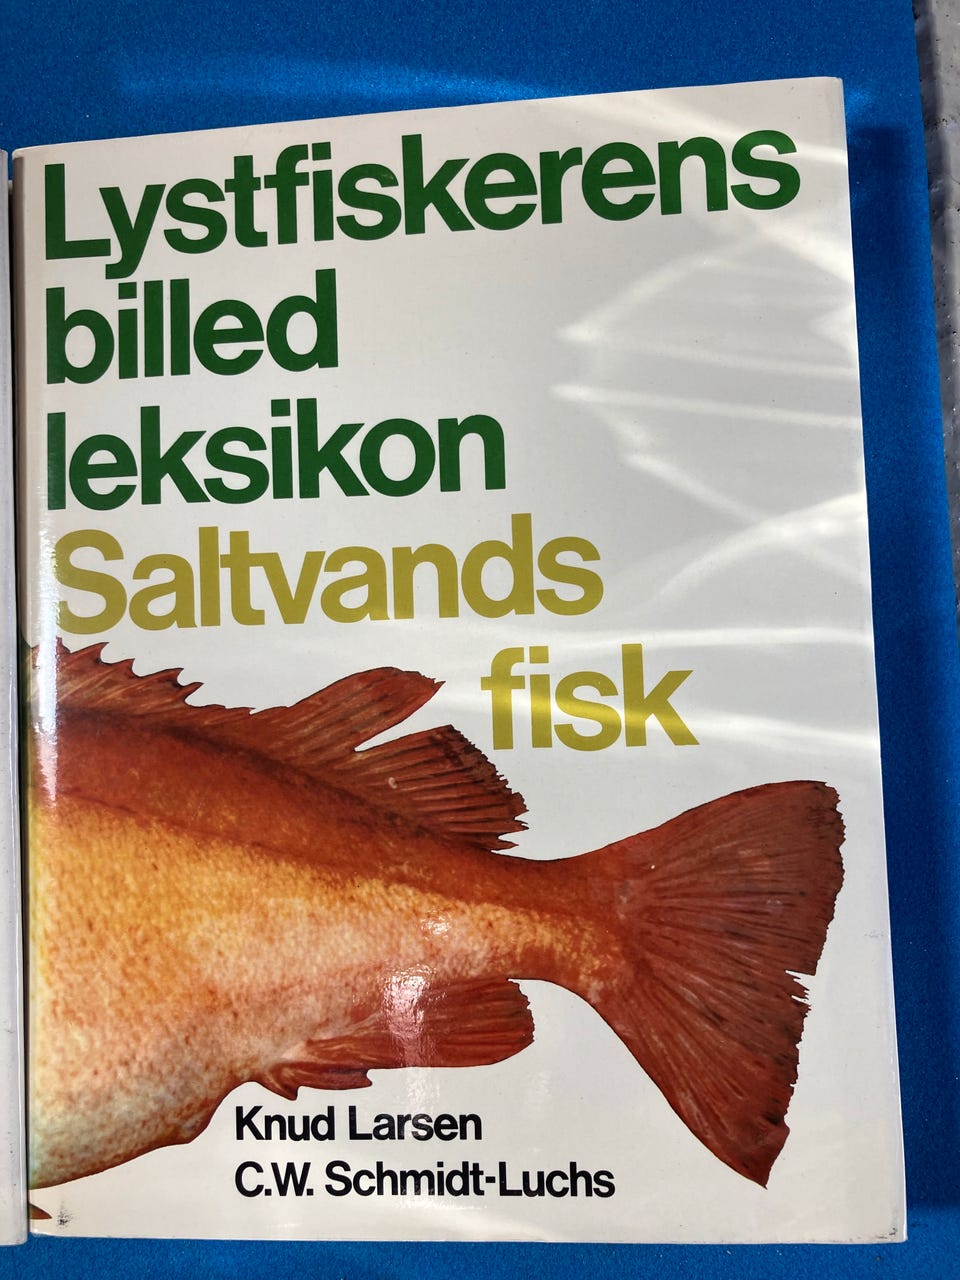 Lystfiskerens
billed
leksikon
Saltvands
fisk
Knud Larsen
C.W. Schmidt-Luchs